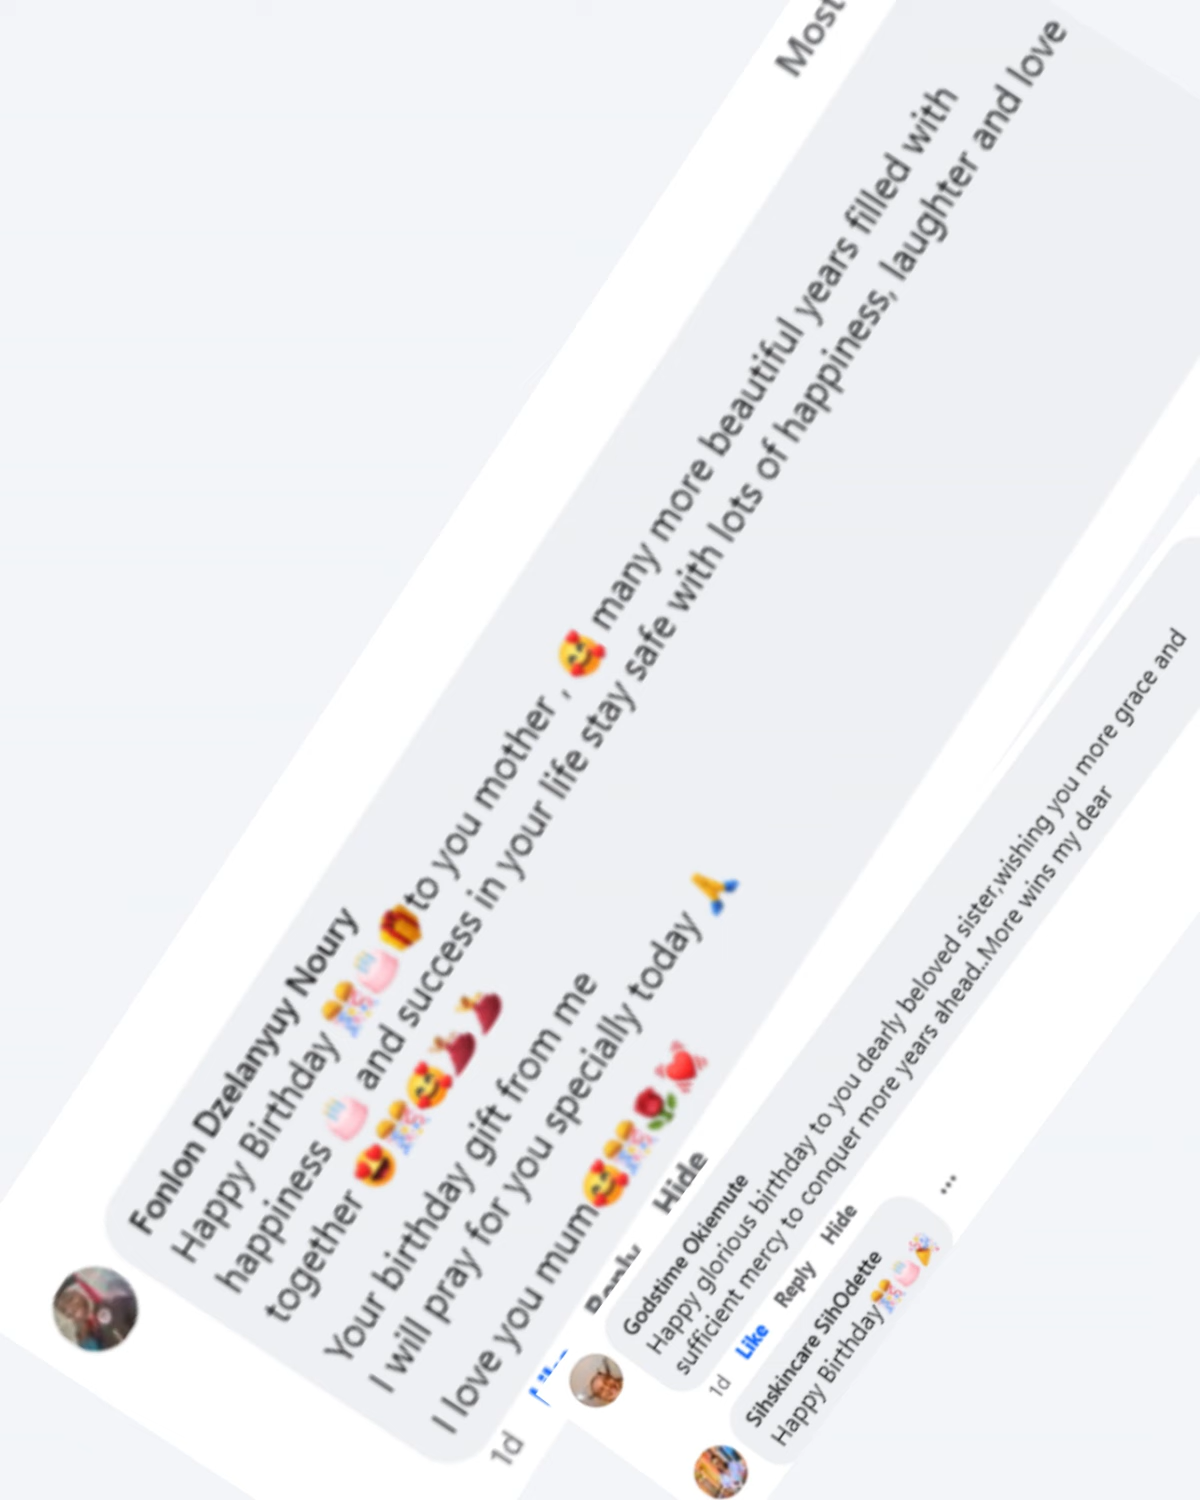 Most
Fonlon Dzelanyuy Noury
Happy Birthday 🎊🎂🎁to you mother , 🥰 many more beautiful years filled with
happiness 🎂 and success in your life stay safe with lots of happiness, laughter and love
together 😍🎊🥰🍷🍷
Your birthday gift from me
I will pray for you specially today 🙏
I love you mum🥰🎊🌹💓
1d Reply Hide
Godstime Okiemute
Happy glorious birthday to you dearly beloved sister,wishing you more grace and
sufficient mercy to conquer more years ahead..More wins my dear
1d Like Reply Hide
Sihskincare SihOdette
Happy Birthday🎊🎂🎉
...